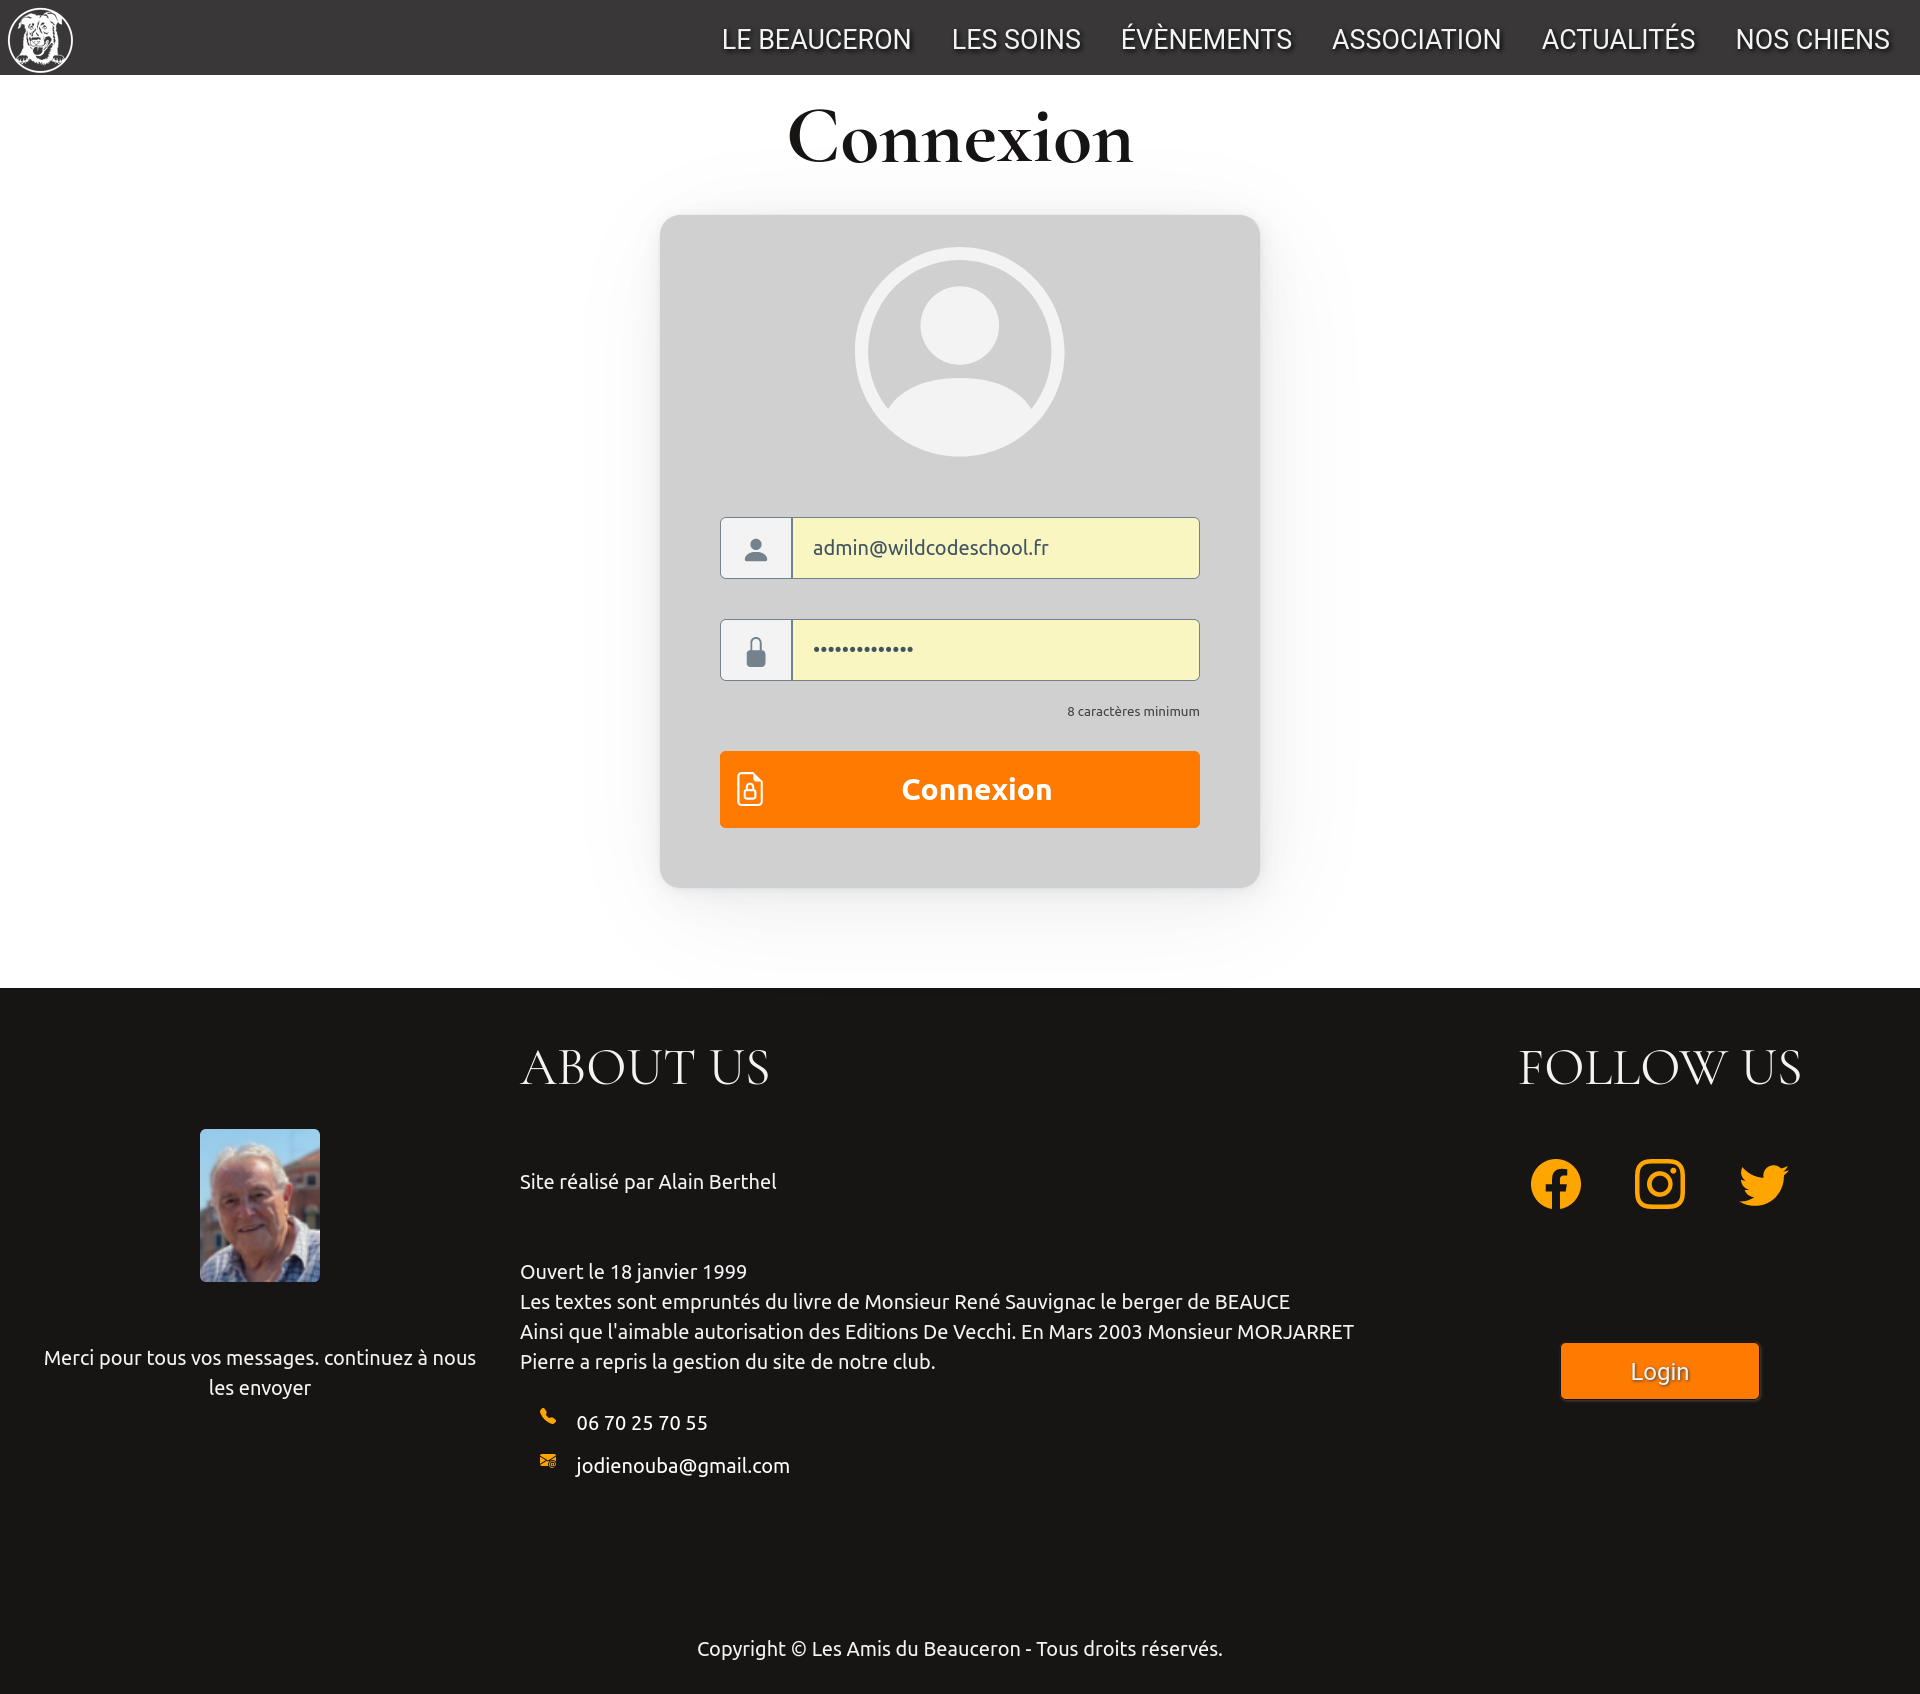 LE BEAUCERON LES SOINS ÉVÈNEMENTS ASSOCIATION ACTUALITÉS NOS CHIENS
Connexion
admin@wildcodeschool.fr
••••••••••••••
8 caractères minimum
Connexion
ABOUT US
FOLLOW US
Site réalisé par Alain Berthel
Ouvert le 18 janvier 1999
Les textes sont empruntés du livre de Monsieur René Sauvignac le berger de BEAUCE
Ainsi que l'aimable autorisation des Editions De Vecchi. En Mars 2003 Monsieur MORJARRET
Pierre a repris la gestion du site de notre club.
Merci pour tous vos messages. continuez à nous
les envoyer
Login
06 70 25 70 55
jodienouba@gmail.com
Copyright © Les Amis du Beauceron - Tous droits réservés.